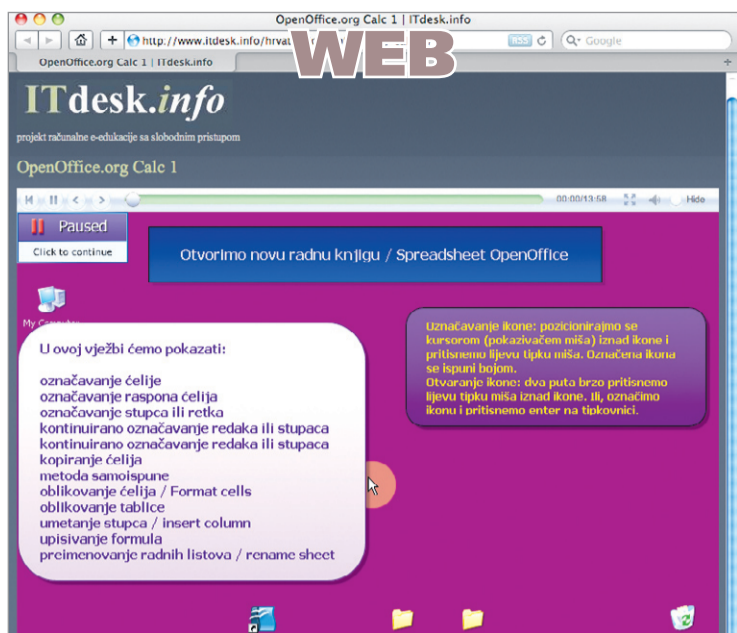 OpenOffice.org Calc 1 | ITdesk.info
http://www.itdesk.info/hrvat
RSS
Google
WEB
OpenOffice.org Calc 1 | ITdesk.info
ITdesk.info
projekt računalne e-edukacije sa slobodnim pristupom
OpenOffice.org Calc 1
00:00/13:58
Hide
Paused
Click to continue
Otvorimo novu radnu knjigu / Spreadsheet OpenOffice
My Computer
Označavanje ikone: pozicionirajmo se
kursorom (pokazivačem miša) iznad ikone i
pritisnemo lijevu tipku miša. Označena ikona
se ispuni bojom.
Otvaranje ikone: dva puta brzo pritisnemo
lijevu tipku miša iznad ikone. Ili, označimo
ikonu i pritisnemo enter na tipkovnici.
U ovoj vježbi ćemo pokazati:
označavanje ćelije
označavanje raspona ćelija
označavanje stupca ili retka
kontinuirano označavanje redaka ili stupaca
kontinuirano označavanje redaka ili stupaca
kopiranje ćelija
metoda samoispune
oblikovanje ćelija / Format cells
oblikovanje tablice
umetanje stupca / insert column
upisivanje formula
preimenovanje radnih listova / rename sheet